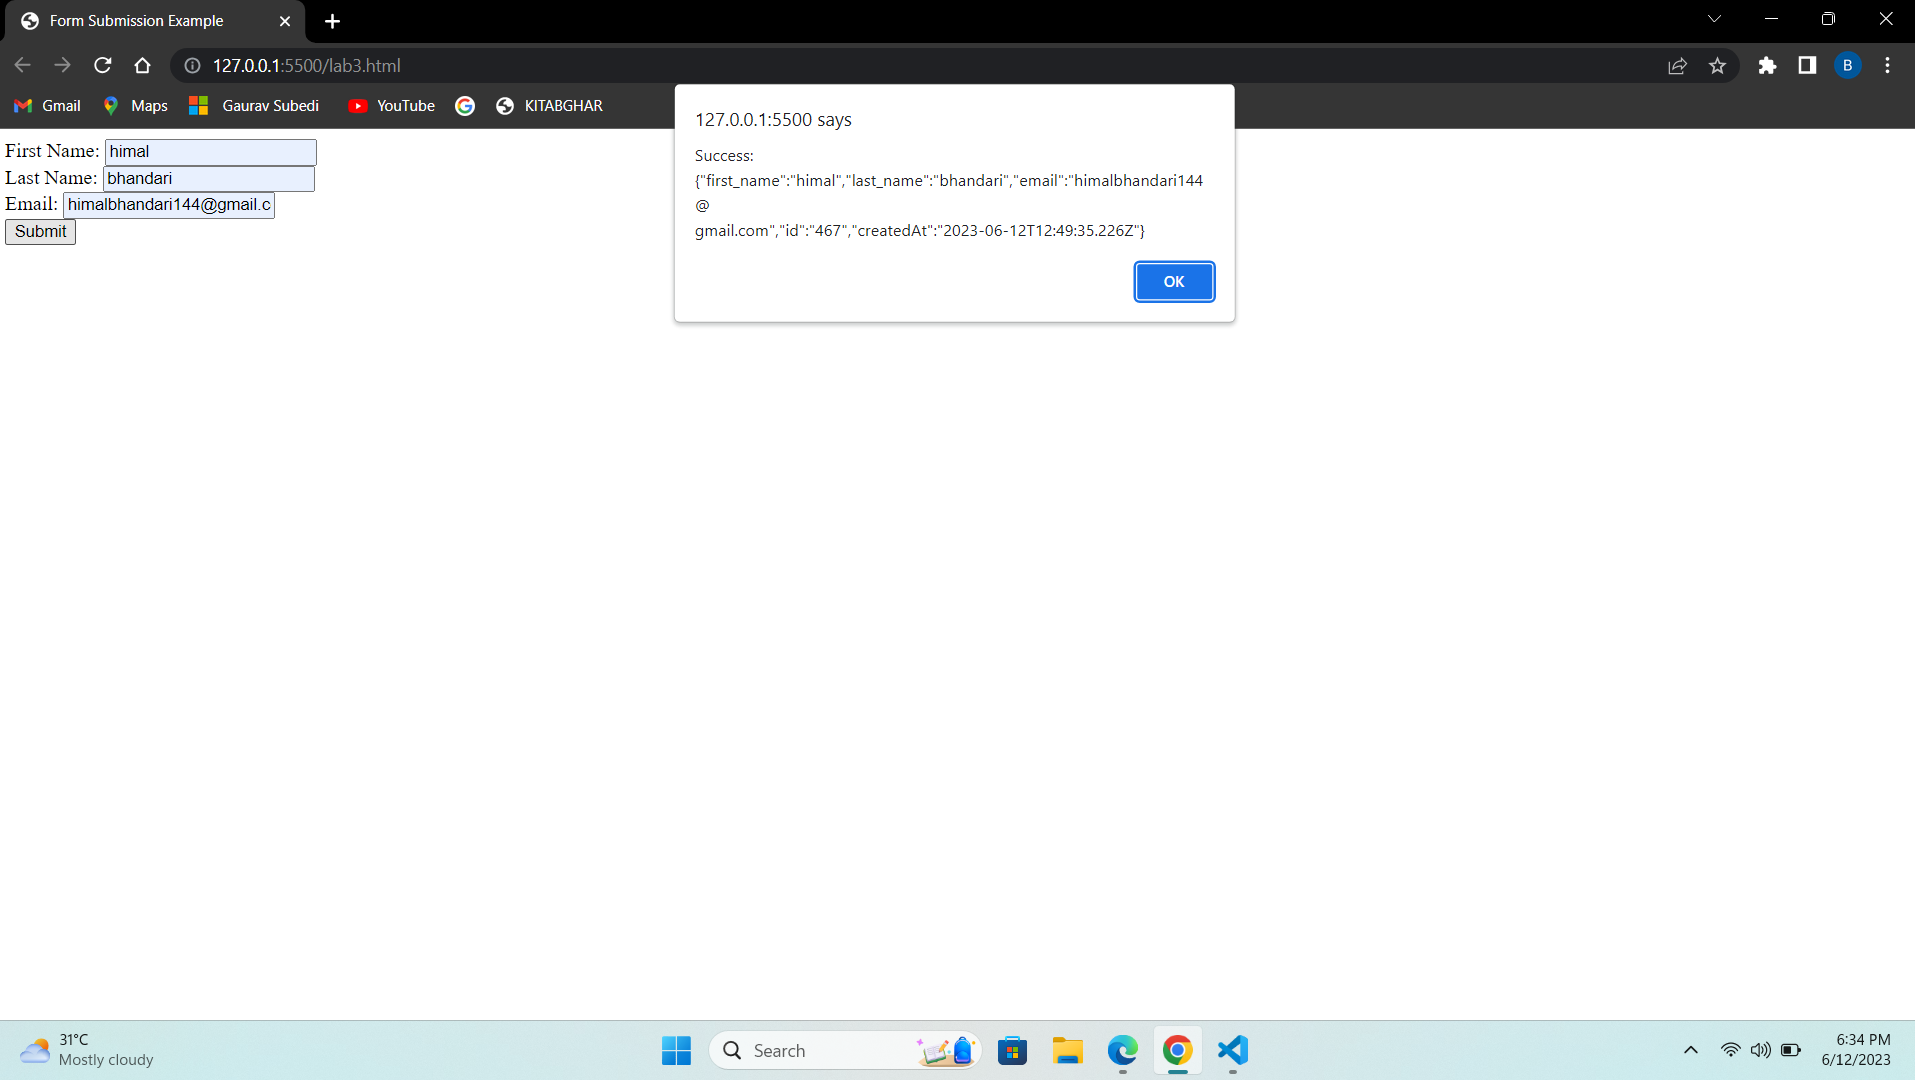 Form Submission Example
127.0.0.1:5500/lab3.html
B
Gmail
Maps
Gaurav Subedi
YouTube
KITABGHAR
First Name: himal
Last Name: bhandari
Email: himalbhandari144@gmail.c
Submit
127.0.0.1:5500 says
Success:
{"first_name":"himal","last_name":"bhandari","email":"himalbhandari144
@
gmail.com","id":"467","createdAt":"2023-06-12T12:49:35.226Z"}
OK
31°C
Mostly cloudy
Search
6:34 PM
6/12/2023